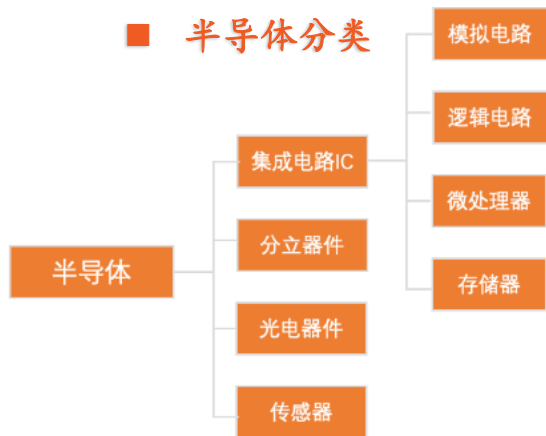 半导体分类
半导体
集成电路IC
分立器件
光电器件
传感器
模拟电路
逻辑电路
微处理器
存储器